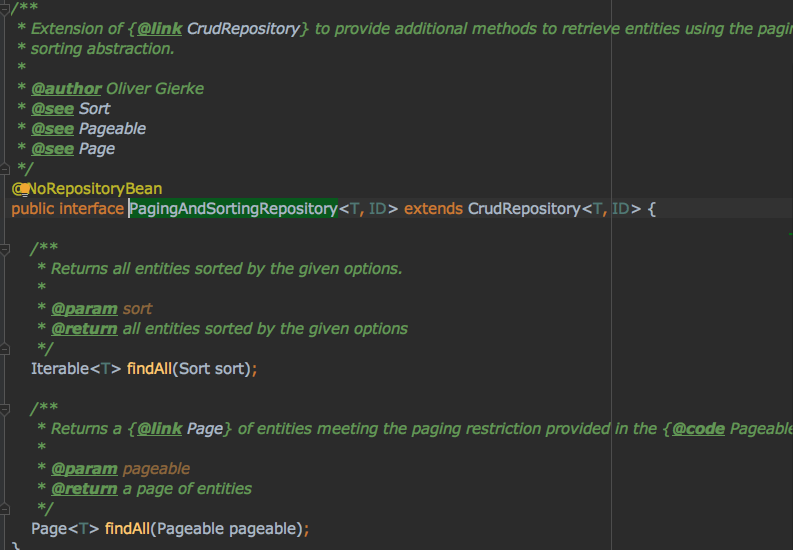 /**
* Extension of {@link CrudRepository} to provide additional methods to retrieve entities using the
* sorting abstraction.
*
* @author Oliver Gierke
* @see Sort
* @see Pageable
* @see Page
*/
@NoRepositoryBean
public interface PagingAndSortingRepository<T, ID> extends CrudRepository<T, ID> {
/**
* Returns all entities sorted by the given options.
*
* @param sort
* @return all entities sorted by the given options
*/
Iterable<T> findAll(Sort sort);
/**
* Returns a {@link Page} of entities meeting the paging restriction provided in the {@code Pageable
*
* @param pageable
* @return a page of entities
*/
Page<T> findAll(Pageable pageable);
}